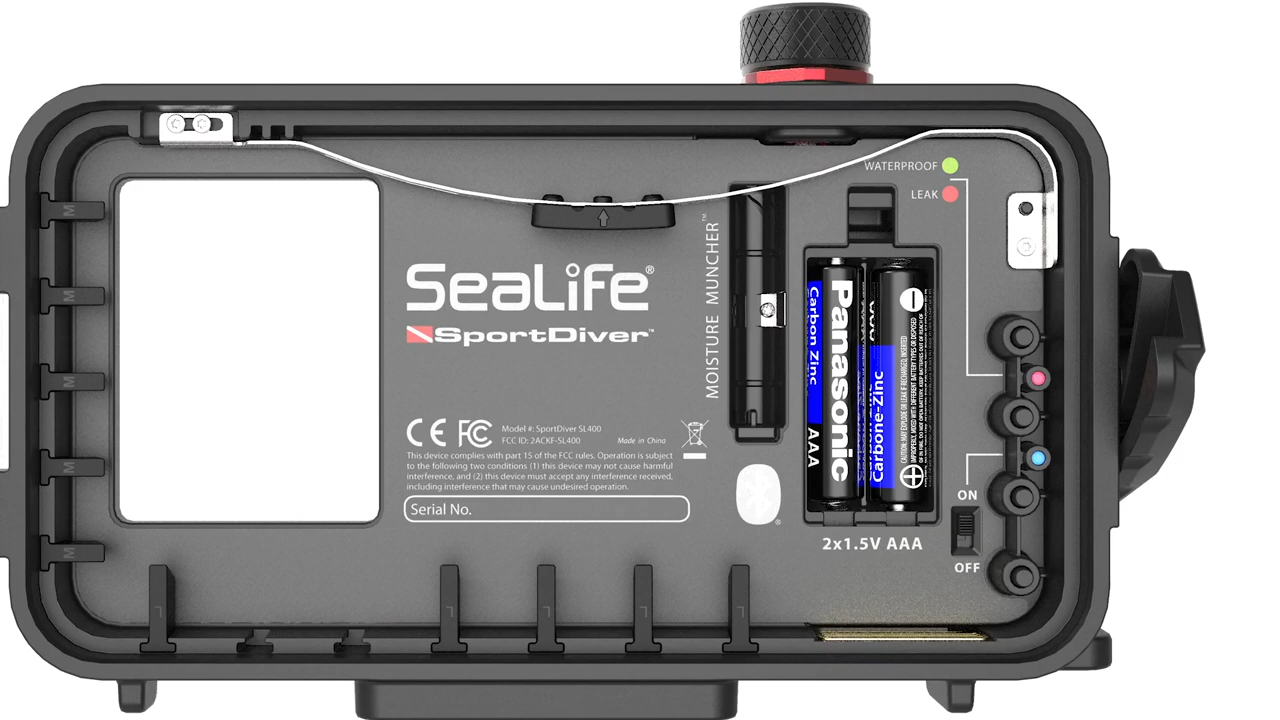 WATERPROOF
LEAK
MOISTURE MUNCHER™
SeaLife®
SportDiver™
CE FC Model #: SportDiver SL400
FCC ID: 2ACKF-SL400
Made in China
This device complies with part 15 of the FCC rules. Operation is subject
to the following two conditions (1) this device may not cause harmful
interference, and (2) this device must accept any interference received,
including interference that may cause undesired operation.
Serial No.
Carbon Zinc
AAA
Panasonic
Carbone-Zinc
2x1.5V AAA
ON
OFF
M
M
M
M
M
L
L
L
L
L